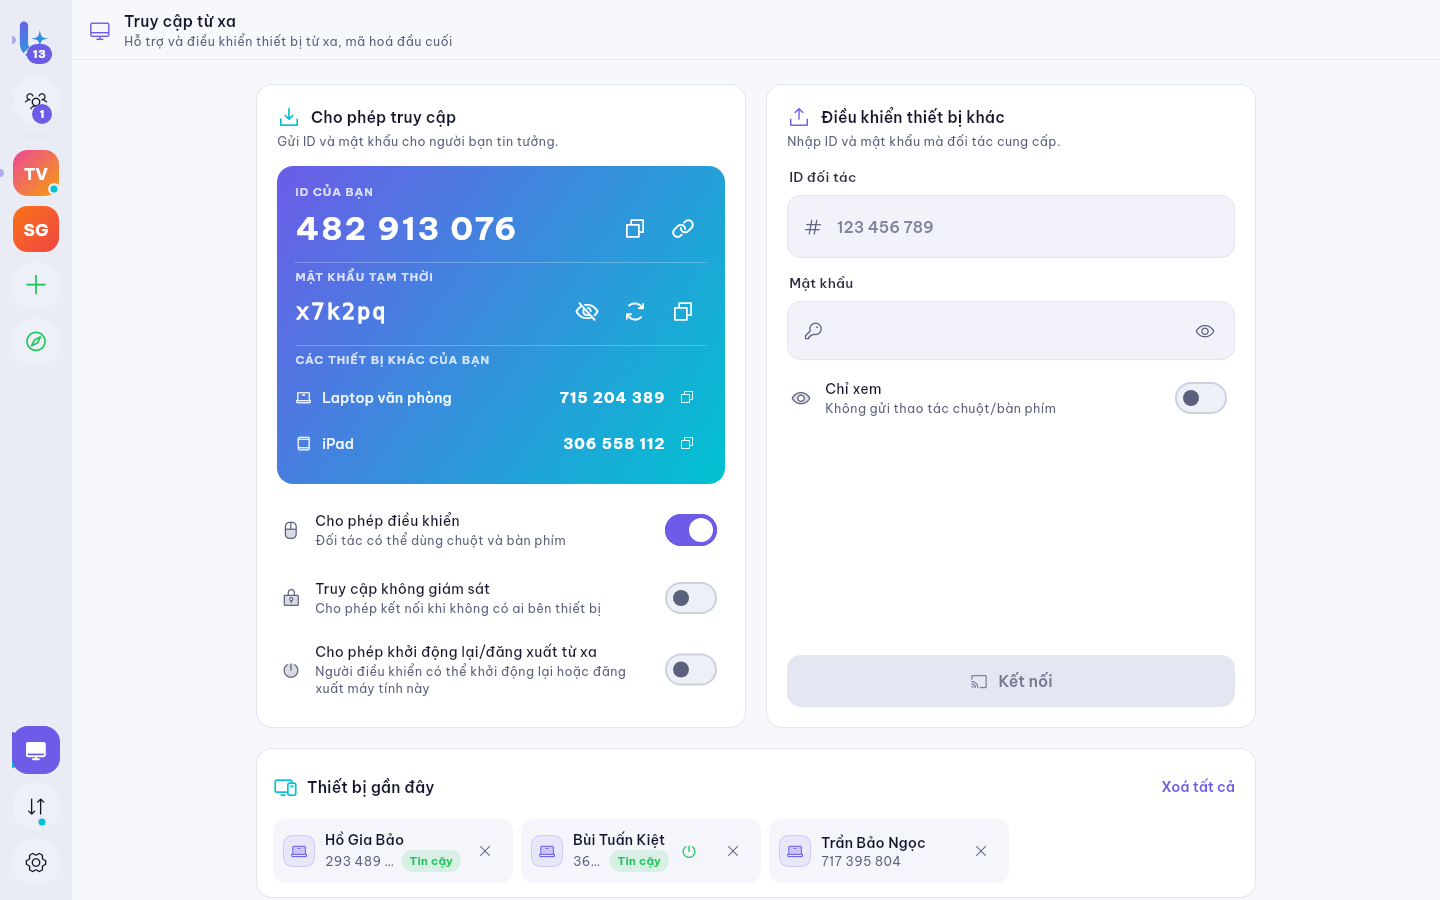 13
1
TV
SG
Truy cập từ xa
Hỗ trợ và điều khiển thiết bị từ xa, mã hoá đầu cuối
Cho phép truy cập
Gửi ID và mật khẩu cho người bạn tin tưởng.
ID CỦA BẠN
482 913 076
MẬT KHẨU TẠM THỜI
x7k2pq
CÁC THIẾT BỊ KHÁC CỦA BẠN
Laptop văn phòng
715 204 389
iPad
306 558 112
Cho phép điều khiển
Đối tác có thể dùng chuột và bàn phím
Truy cập không giám sát
Cho phép kết nối khi không có ai bên thiết bị
Cho phép khởi động lại/đăng xuất từ xa
Người điều khiển có thể khởi động lại hoặc đăng
xuất máy tính này
Điều khiển thiết bị khác
Nhập ID và mật khẩu mà đối tác cung cấp.
ID đối tác
123 456 789
Mật khẩu
Chỉ xem
Không gửi thao tác chuột/bàn phím
Kết nối
Thiết bị gần đây
Xoá tất cả
Hồ Gia Bảo
293 489 ...
Tin cậy
Bùi Tuấn Kiệt
36...
Tin cậy
Trần Bảo Ngọc
717 395 804